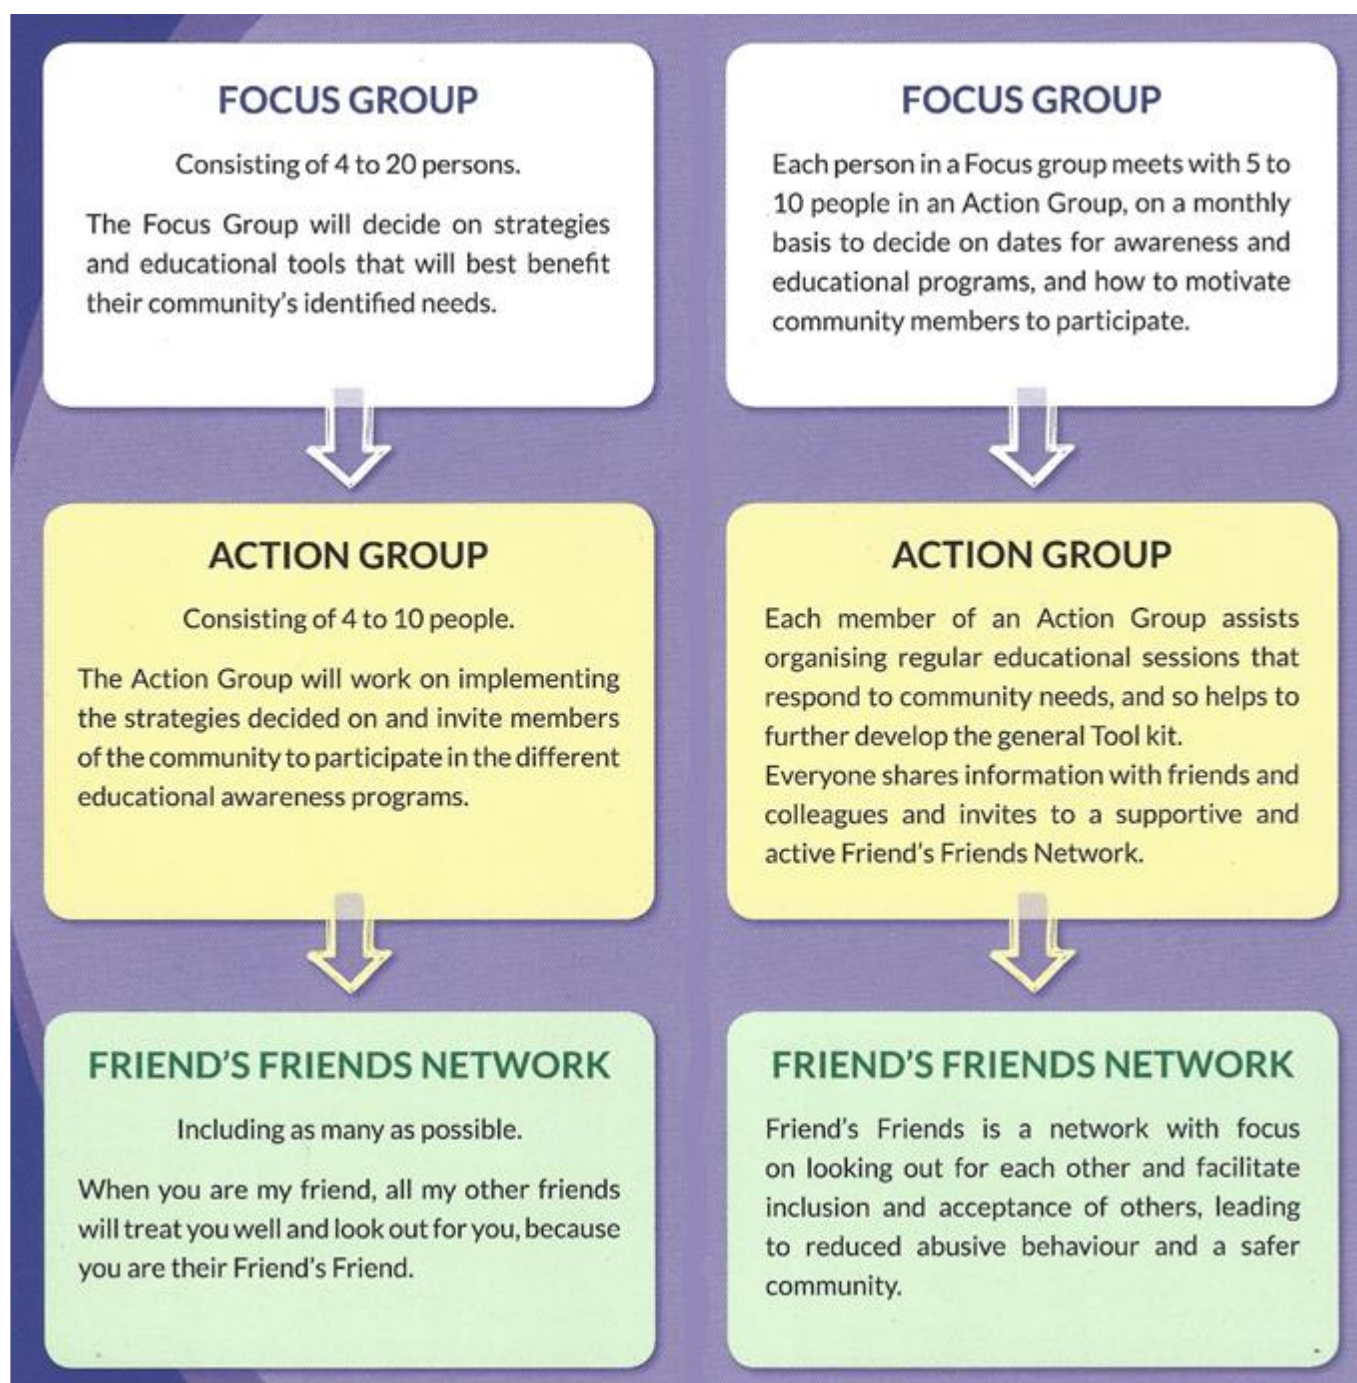 FOCUS GROUP
Consisting of 4 to 20 persons.
The Focus Group will decide on strategies
and educational tools that will best benefit
their community's identified needs.
ACTION GROUP
Consisting of 4 to 10 people.
The Action Group will work on implementing
the strategies decided on and invite members
of the community to participate in the different
educational awareness programs.
FRIEND'S FRIENDS NETWORK
Including as many as possible.
When you are my friend, all my other friends
will treat you well and look out for you, because
you are their Friend's Friend.
FOCUS GROUP
Each person in a Focus group meets with 5 to
10 people in an Action Group, on a monthly
basis to decide on dates for awareness and
educational programs, and how to motivate
community members to participate.
ACTION GROUP
Each member of an Action Group assists
organising regular educational sessions that
respond to community needs, and so helps to
further develop the general Tool kit.
Everyone shares information with friends and
colleagues and invites to a supportive and
active Friend's Friends Network.
FRIEND'S FRIENDS NETWORK
Friend's Friends is a network with focus
on looking out for each other and facilitate
inclusion and acceptance of others, leading
to reduced abusive behaviour and a safer
community.